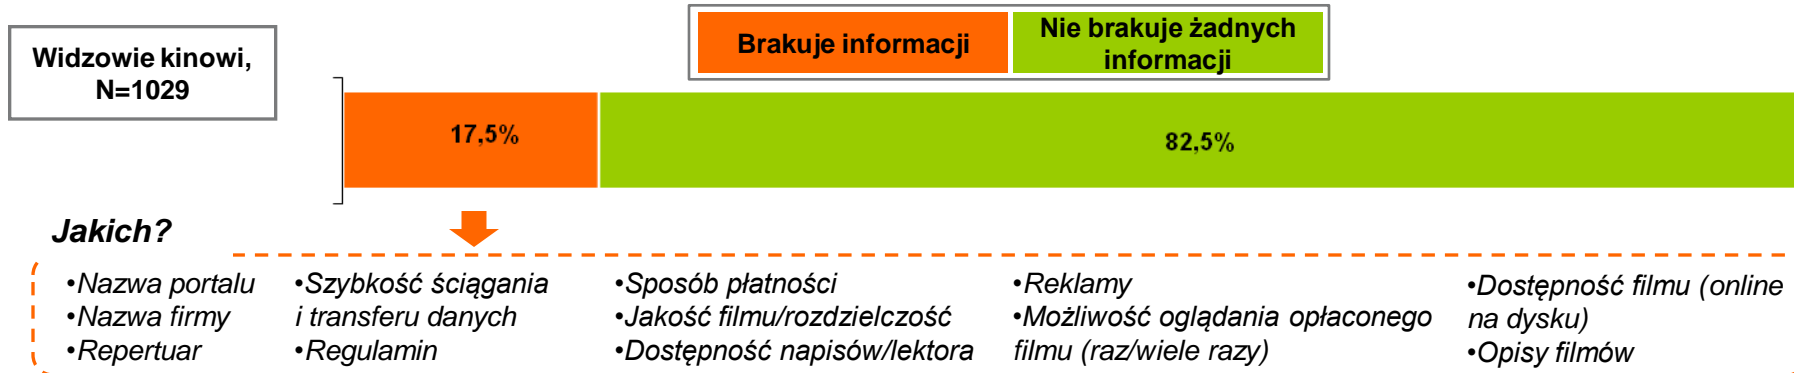 Widzowie kinowi,
N=1029
Brakuje informacji
Nie brakuje żadnych
informacji
17,5%
82,5%
Jakich?
•Nazwa portalu
•Nazwa firmy
•Repertuar
•Szybkość ściągania
i transferu danych
•Regulamin
•Sposób płatności
•Jakość filmu/rozdzielczość
•Dostępność napisów/lektora
•Reklamy
•Możliwość oglądania opłaconego
filmu (raz/wiele razy)
•Dostępność filmu (online
na dysku)
•Opisy filmów